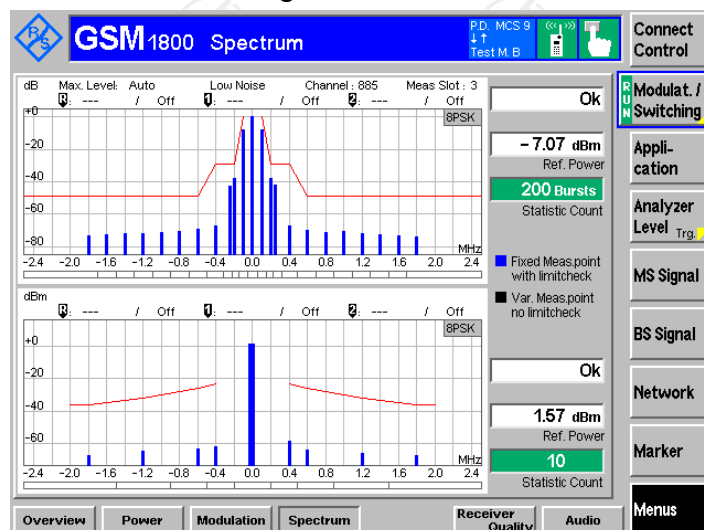 R/S
GSM 1800 Spectrum
P.D. MCS 9
↓↑
Test M. B
Connect Control
dB Max. Level: Auto Low Noise Channel : 885 Meas Slot : 3
R: --- / Off 1: --- / Off 2: --- / Off
8PSK
+0
-20
-40
-60
-80
MHz
-2.4 -2.0 -1.6 -1.2 -0.8 -0.4 0.0 0.4 0.8 1.2 1.6 2.0 2.4
Ok
- 7.07 dBm
Ref. Power
200 Bursts
Statistic Count
Fixed Meas.point
with limitcheck
Var. Meas.point
no limitcheck
dBm
R: --- / Off 1: --- / Off 2: --- / Off
8PSK
+0
-20
-40
-60
MHz
-2.4 -2.0 -1.6 -1.2 -0.8 -0.4 0.0 0.4 0.8 1.2 1.6 2.0 2.4
Ok
1.57 dBm
Ref. Power
10
Statistic Count
RUN
Modulat. /
Switching
Appli-
cation
Analyzer
Level Trg.
MS Signal
BS Signal
Network
Marker
Menus
Overview
Power
Modulation
Spectrum
Receiver
Quality
Audio